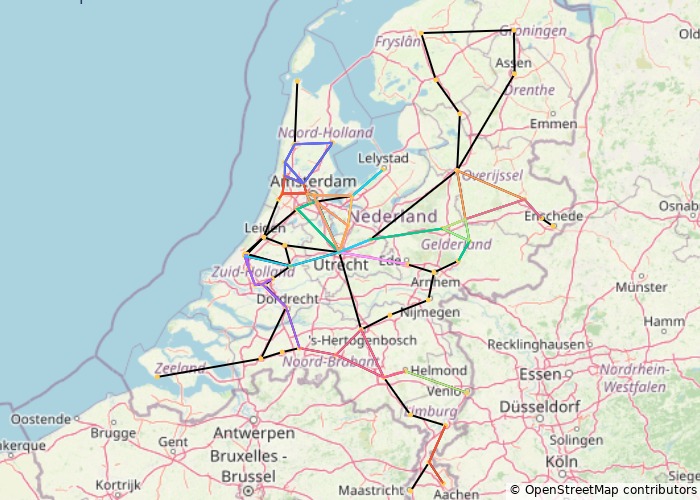 Groningen
Fryslân
Old
Assen
Drenthe
Emmen
Noord-Holland
Lelystad
Overijssel
Amsterdam
Nederland
Enschede
Osnab
Leiden
Gelderland
Utrecht
Ede
Zuid-Holland
Arnhem
Münster
Dordrecht
Nijmegen
Hamm
's-Hertogenbosch
Recklinghausen
Zeeland
Noord-Brabant
Helmond
Essen
Nordrhein-
Westfalen
Venlo
Düsseldorf
Limburg
Oostende
Brugge
Antwerpen
Solingen
nkerque
Gent
Bruxelles -
Brussel
Köln
Kortrijk
Maastricht
Aachen
© OpenStreetMap contributors